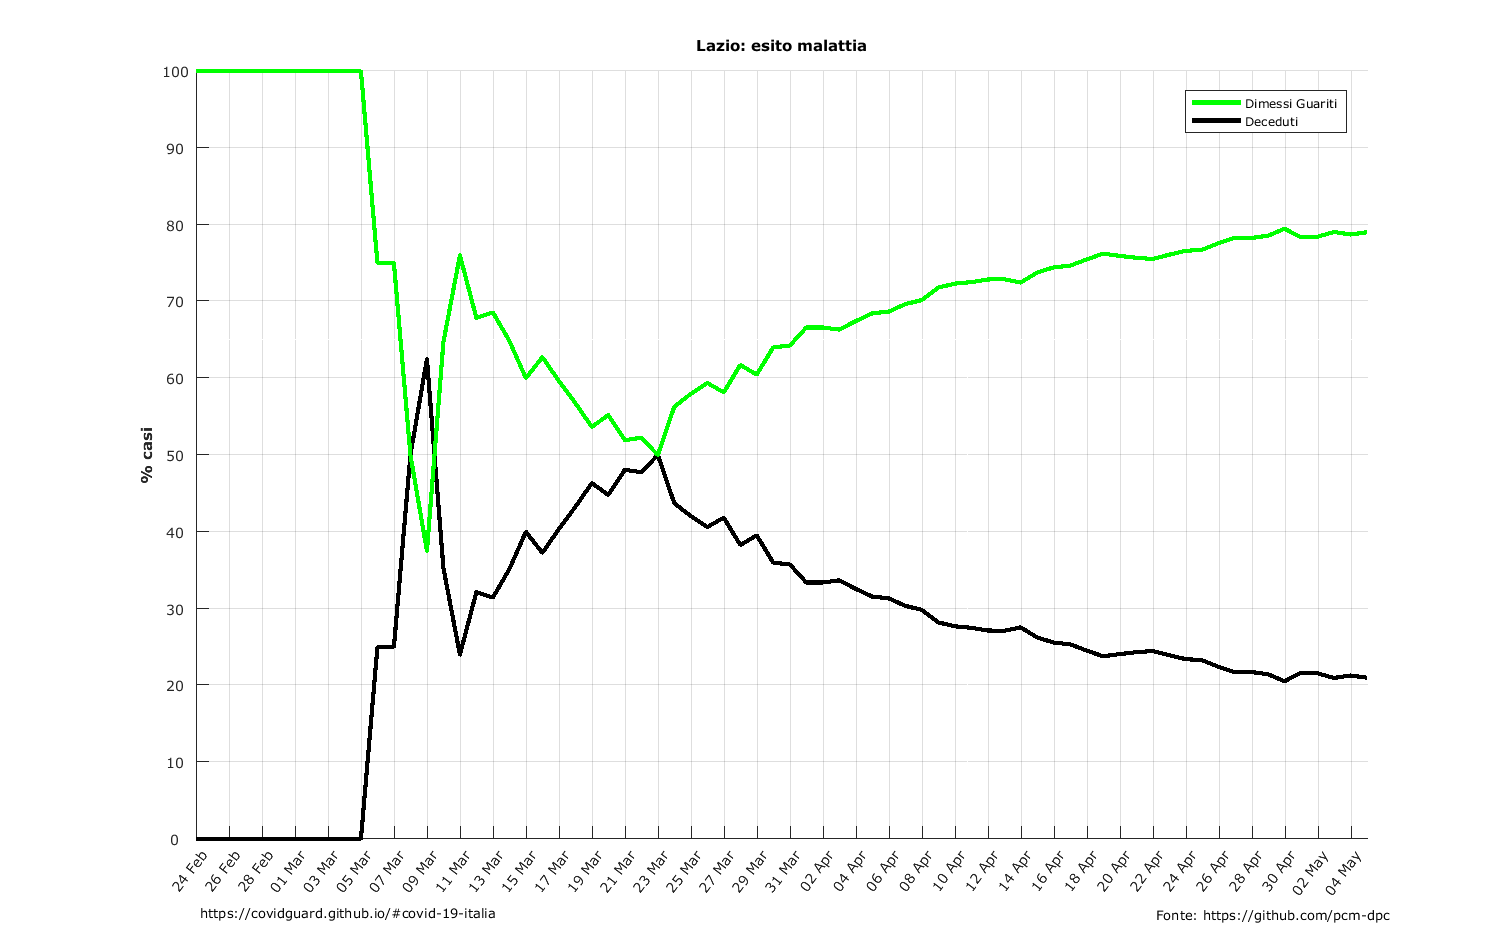 Lazio: esito malattia
100
90
80
70
60
50
40
30
20
10
0
% casi
Dimessi Guariti
Deceduti
24 Feb
26 Feb
28 Feb
01 Mar
03 Mar
05 Mar
07 Mar
09 Mar
11 Mar
13 Mar
15 Mar
17 Mar
19 Mar
21 Mar
23 Mar
25 Mar
27 Mar
29 Mar
31 Mar
02 Apr
04 Apr
06 Apr
08 Apr
10 Apr
12 Apr
14 Apr
16 Apr
18 Apr
20 Apr
22 Apr
24 Apr
26 Apr
28 Apr
30 Apr
02 May
04 May
https://covidguard.github.io/#covid-19-italia
Fonte: https://github.com/pcm-dpc